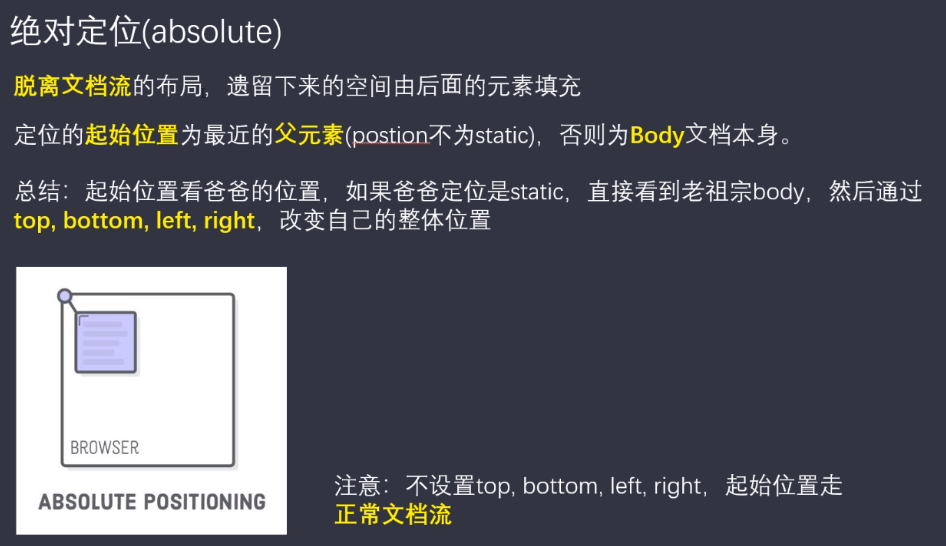 绝对定位(absolute)
脱离文档流的布局，遗留下来的空间由后面的元素填充
定位的起始位置为最近的父元素(postion不为static)，否则为Body文档本身。
总结：起始位置看爸爸的位置，如果爸爸定位是static，直接看到老祖宗body，然后通过
top, bottom, left, right，改变自己的整体位置
BROWSER
ABSOLUTE POSITIONING
注意：不设置top, bottom, left, right，起始位置走
正常文档流